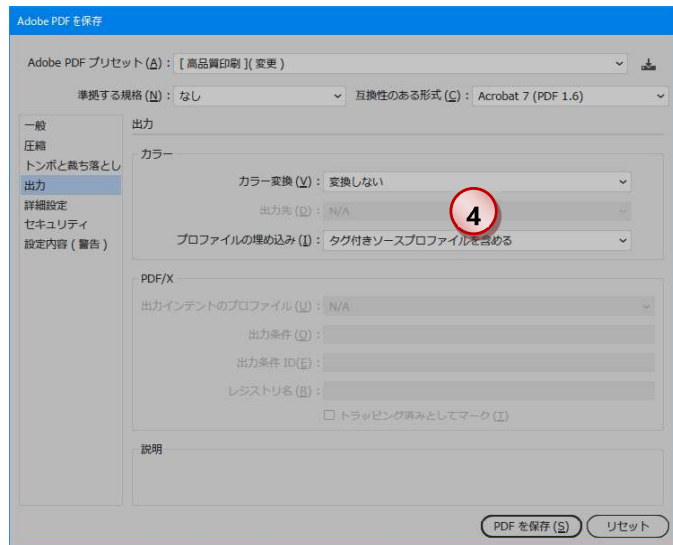 Adobe PDF を保存
Adobe PDF プリセット (A) : [ 高品質印刷 ]( 変更 )
準拠する規格 (N) : なし 互換性のある形式 (C) : Acrobat 7 (PDF 1.6)
一般
圧縮
トンボと裁ち落とし
出力
詳細設定
セキュリティ
設定内容 ( 警告 )
出力
カラー
カラー変換 (V) : 変換しない
出力先 (D) : N/A
4
プロファイルの埋め込み (I) : タグ付きソースプロファイルを含める
PDF/X
出力インテントのプロファイル (U) : N/A
出力条件 (O) :
出力条件 ID(E) :
レジストリ名 (R) :
トラッピング済みとしてマーク (T)
説明
PDF を保存 (S) リセット